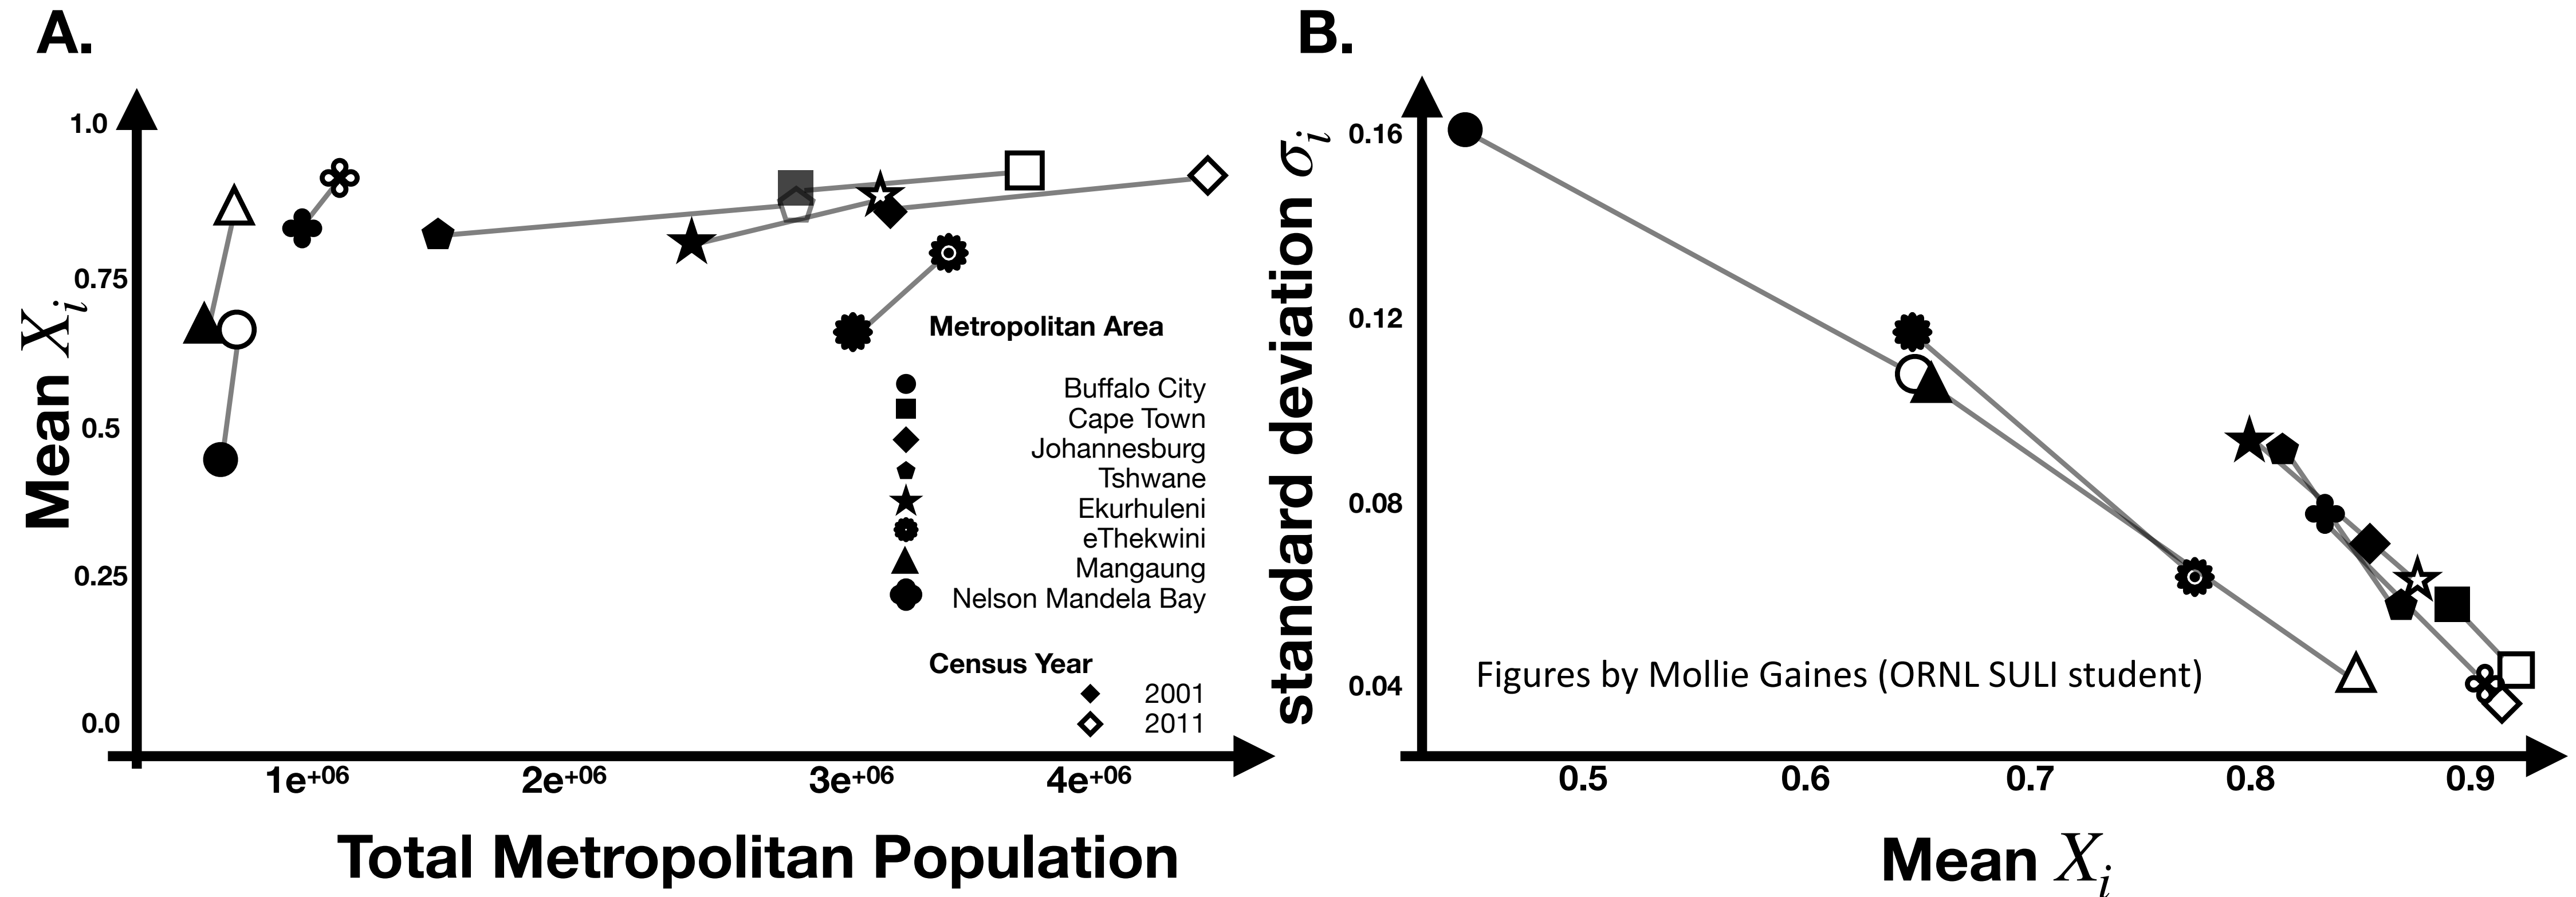 A.
1.0
0.75
0.5
0.25
0.0
Mean Xi
1e+06 2e+06 3e+06 4e+06
Total Metropolitan Population
Metropolitan Area
Buffalo City
Cape Town
Johannesburg
Tshwane
Ekurhuleni
eThekwini
Mangaung
Nelson Mandela Bay
Census Year
2001
2011
B.
0.16
0.12
0.08
0.04
standard deviation σi
Figures by Mollie Gaines (ORNL SULI student)
0.5 0.6 0.7 0.8 0.9
Mean Xi